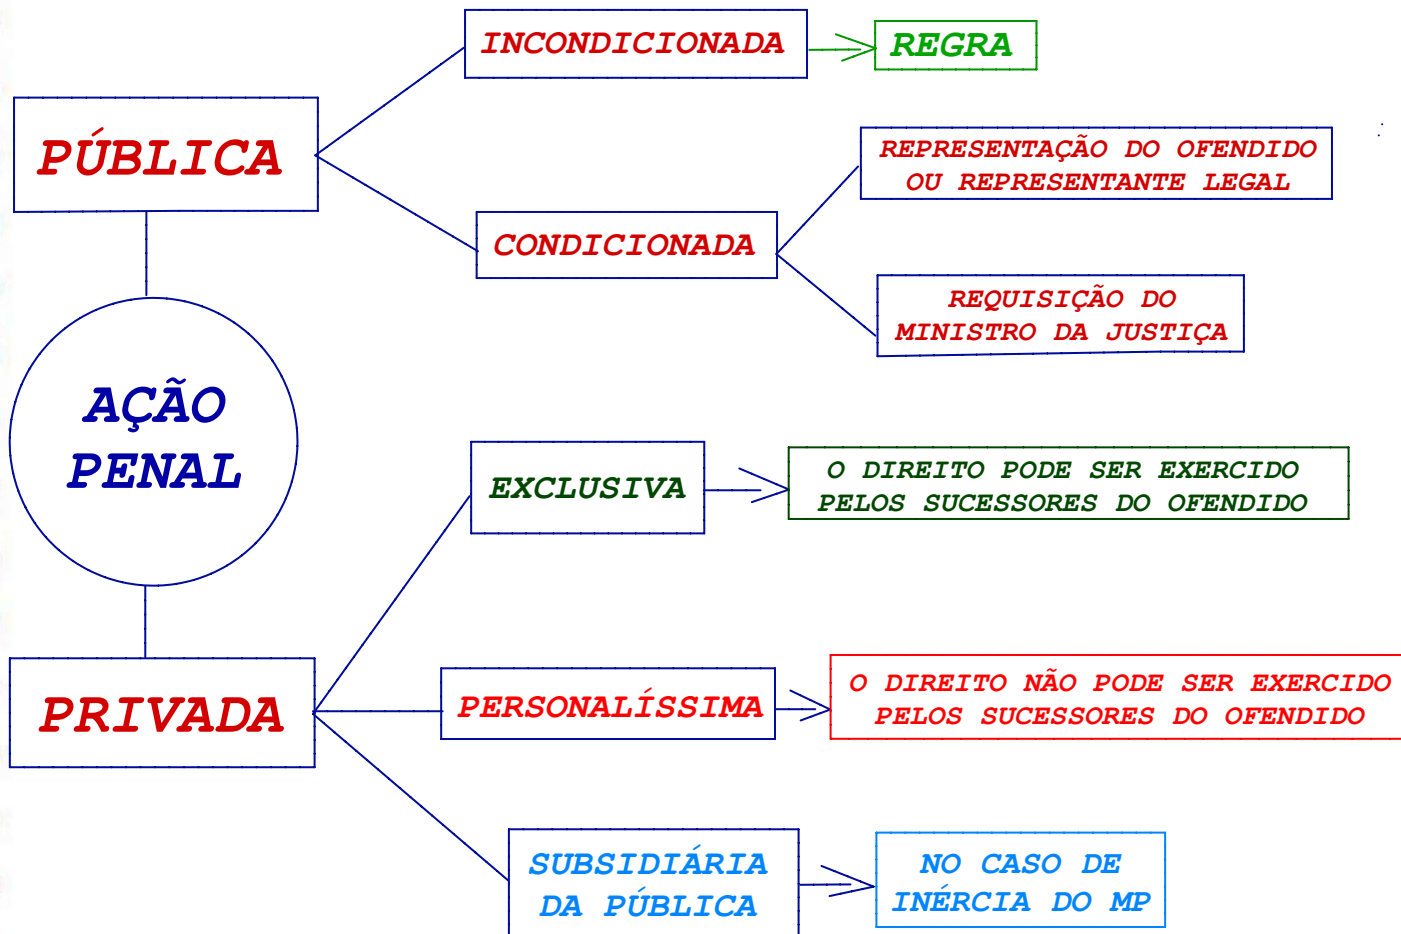 INCONDICIONADA
REGRA
PÚBLICA
REPRESENTAÇÃO DO OFENDIDO
OU REPRESENTANTE LEGAL
CONDICIONADA
REQUISIÇÃO DO
MINISTRO DA JUSTIÇA
AÇÃO
PENAL
EXCLUSIVA
O DIREITO PODE SER EXERCIDO
PELOS SUCESSORES DO OFENDIDO
PRIVADA
PERSONALÍSSIMA
O DIREITO NÃO PODE SER EXERCIDO
PELOS SUCESSORES DO OFENDIDO
SUBSIDIÁRIA
DA PÚBLICA
NO CASO DE
INÉRCIA DO MP